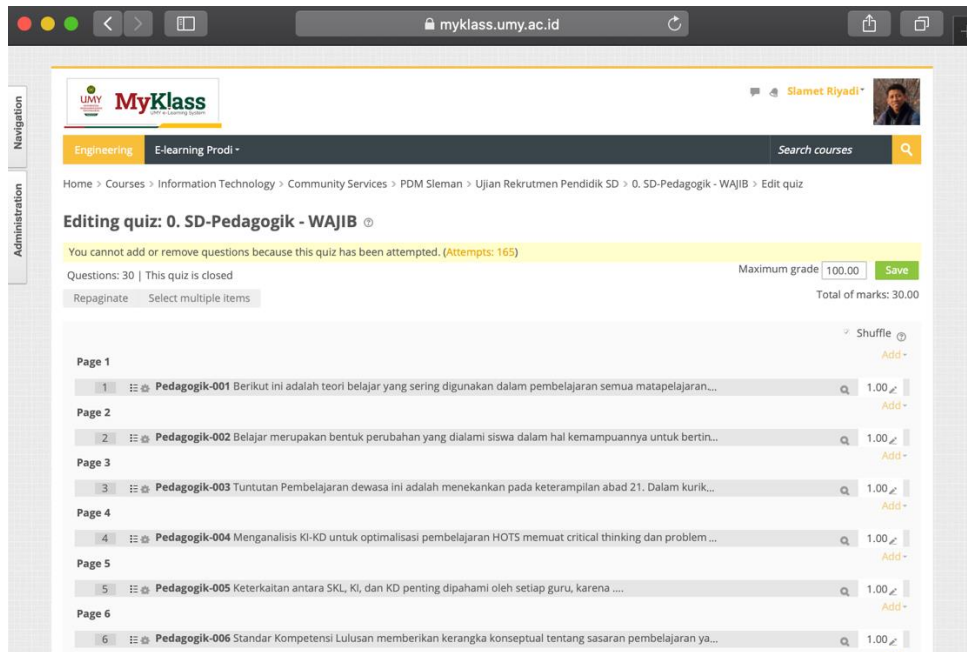 myklass.umy.ac.id
Navigation
Administration
UMY
MyKlass
UMY e-Learning System
Slamet Riyadi
Engineering
E-learning Prodi
Search courses
Home > Courses > Information Technology > Community Services > PDM Sleman > Ujian Rekrutmen Pendidik SD > 0. SD-Pedagogik - WAJIB > Edit quiz
Editing quiz: 0. SD-Pedagogik - WAJIB
You cannot add or remove questions because this quiz has been attempted. (Attempts: 165)
Questions: 30 | This quiz is closed
Maximum grade 100.00 Save
Repaginate Select multiple items
Total of marks: 30.00
Shuffle
Page 1
Add
1 Pedagogik-001 Berikut ini adalah teori belajar yang sering digunakan dalam pembelajaran semua matapelajaran.... 1.00
Page 2
Add
2 Pedagogik-002 Belajar merupakan bentuk perubahan yang dialami siswa dalam hal kemampuannya untuk bertin... 1.00
Page 3
Add
3 Pedagogik-003 Tuntutan Pembelajaran dewasa ini adalah menekankan pada keterampilan abad 21. Dalam kurik... 1.00
Page 4
Add
4 Pedagogik-004 Menganalisis KI-KD untuk optimalisasi pembelajaran HOTS memuat critical thinking dan problem ... 1.00
Page 5
Add
5 Pedagogik-005 Keterkaitan antara SKL, KI, dan KD penting dipahami oleh setiap guru, karena .... 1.00
Page 6
Add
6 Pedagogik-006 Standar Kompetensi Lulusan memberikan kerangka konseptual tentang sasaran pembelajaran ya... 1.00